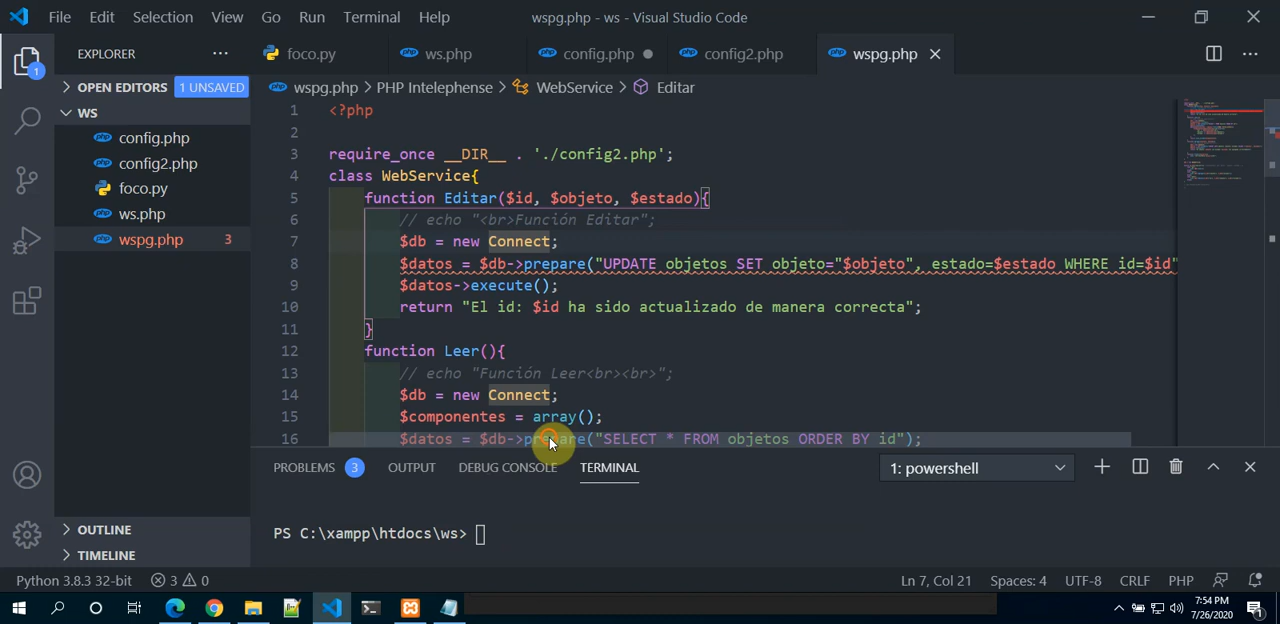 File Edit Selection View Go Run Terminal Help wspg.php - ws - Visual Studio Code
EXPLORER ··· foco.py ws.php config.php config2.php wspg.php
OPEN EDITORS 1 UNSAVED
wspg.php > PHP Intelephense > WebService > Editar
WS
config.php
config2.php
foco.py
ws.php
wspg.php 3
OUTLINE
TIMELINE
1
1 <?php
2
3 require_once __DIR__ . './config2.php';
4 class WebService{
5 function Editar($id, $objeto, $estado){
6 // echo "<br>Función Editar";
7 $db = new Connect;
8 $datos = $db->prepare("UPDATE objetos SET objeto="$objeto", estado=$estado WHERE id=$id"
9 $datos->execute();
10 return "El id: $id ha sido actualizado de manera correcta";
11 }
12 function Leer(){
13 // echo "Función Leer<br><br>";
14 $db = new Connect;
15 $componentes = array();
16 $datos = $db->prepare("SELECT * FROM objetos ORDER BY id");
PROBLEMS 3 OUTPUT DEBUG CONSOLE TERMINAL 1: powershell
PS C:\xampp\htdocs\ws>
Python 3.8.3 32-bit 3 0 Ln 7, Col 21 Spaces: 4 UTF-8 CRLF PHP
7:54 PM
7/26/2020
1